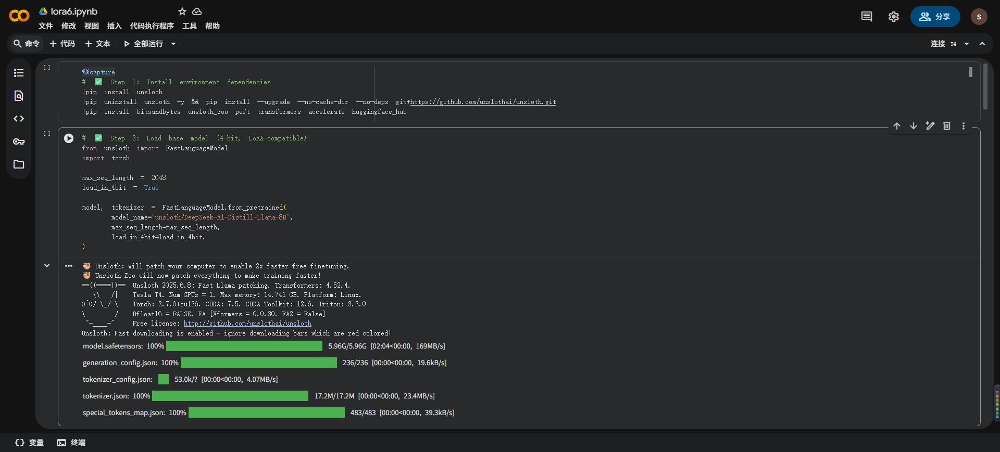 CO lora6.ipynb
文件 修改 视图 插入 代码执行程序 工具 帮助
分享
S
命令 + 代码 + 文本 全部运行
连接 T4
[ ]
%%capture
# ✅ Step 1: Install environment dependencies
!pip install unsloth
!pip uninstall unsloth -y && pip install --upgrade --no-cache-dir --no-deps git+https://github.com/unslothai/unsloth.git
!pip install bitsandbytes unsloth_zoo peft transformers accelerate huggingface_hub
[ ]
# ✅ Step 2: Load base model (4-bit, LoRA-compatible)
from unsloth import FastLanguageModel
import torch
max_seq_length = 2048
load_in_4bit = True
model, tokenizer = FastLanguageModel.from_pretrained(
model_name="unsloth/DeepSeek-R1-Distill-Llama-8B",
max_seq_length=max_seq_length,
load_in_4bit=load_in_4bit,
)
🦥 Unsloth: Will patch your computer to enable 2x faster free finetuning.
🦥 Unsloth Zoo will now patch everything to make training faster!
==((====))== Unsloth 2025.6.8: Fast Llama patching. Transformers: 4.52.4.
\\ /| Tesla T4. Num GPUs = 1. Max memory: 14.741 GB. Platform: Linux.
O^O/ \_/ \ Torch: 2.7.0+cu126. CUDA: 7.5. CUDA Toolkit: 12.6. Triton: 3.3.0
\ / Bfloat16 = FALSE. FA [Xformers = 0.0.30. FA2 = False]
"-____-" Free license: http://github.com/unslothai/unsloth
Unsloth: Fast downloading is enabled - ignore downloading bars which are red colored!
model.safetensors: 100% 5.96G/5.96G [02:04<00:00, 169MB/s]
generation_config.json: 100% 236/236 [00:00<00:00, 19.6kB/s]
tokenizer_config.json: 53.0k/? [00:00<00:00, 4.07MB/s]
tokenizer.json: 100% 17.2M/17.2M [00:00<00:00, 23.4MB/s]
special_tokens_map.json: 100% 483/483 [00:00<00:00, 39.3kB/s]
{} 变量 终端